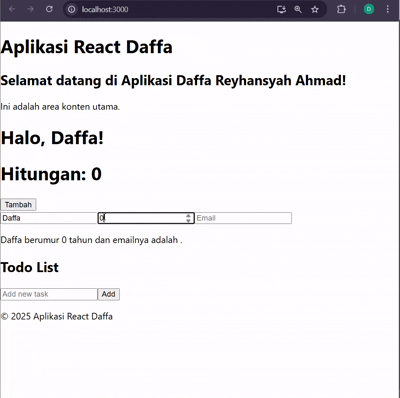 localhost:3000
D
Aplikasi React Daffa
Selamat datang di Aplikasi Daffa Reyhansyah Ahmad!
Ini adalah area konten utama.
Halo, Daffa!
Hitungan: 0
Tambah
Daffa 0 Email
Daffa berumur 0 tahun dan emailnya adalah .
Todo List
Add new task Add
© 2025 Aplikasi React Daffa